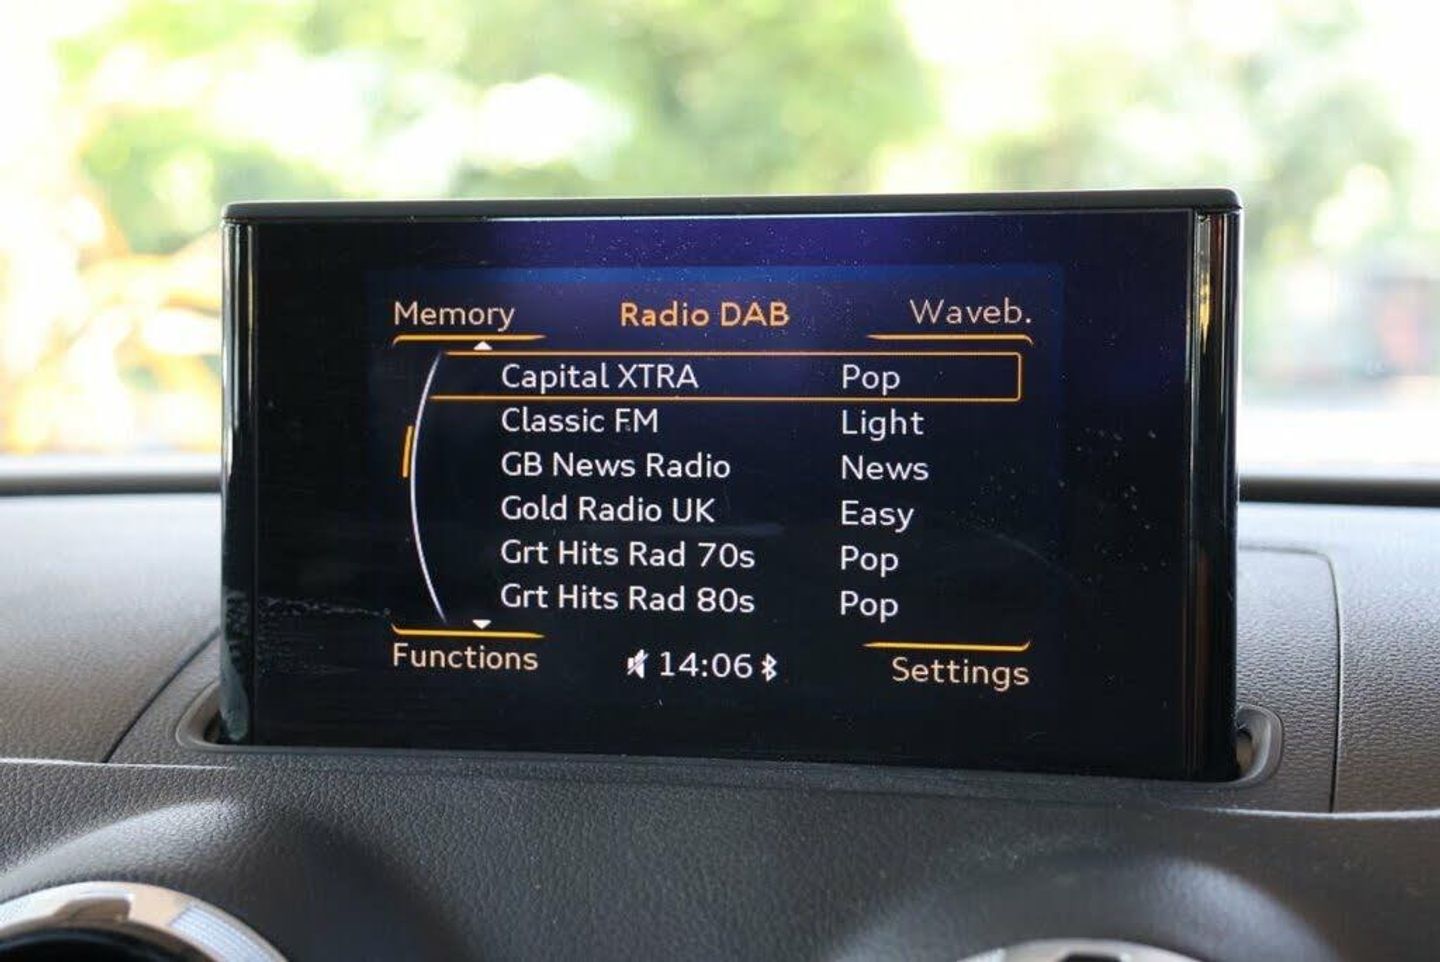 Memory Radio DAB Waveb.
Capital XTRA Pop
Classic FM Light
GB News Radio News
Gold Radio UK Easy
Grt Hits Rad 70s Pop
Grt Hits Rad 80s Pop
Functions 14:06 Settings